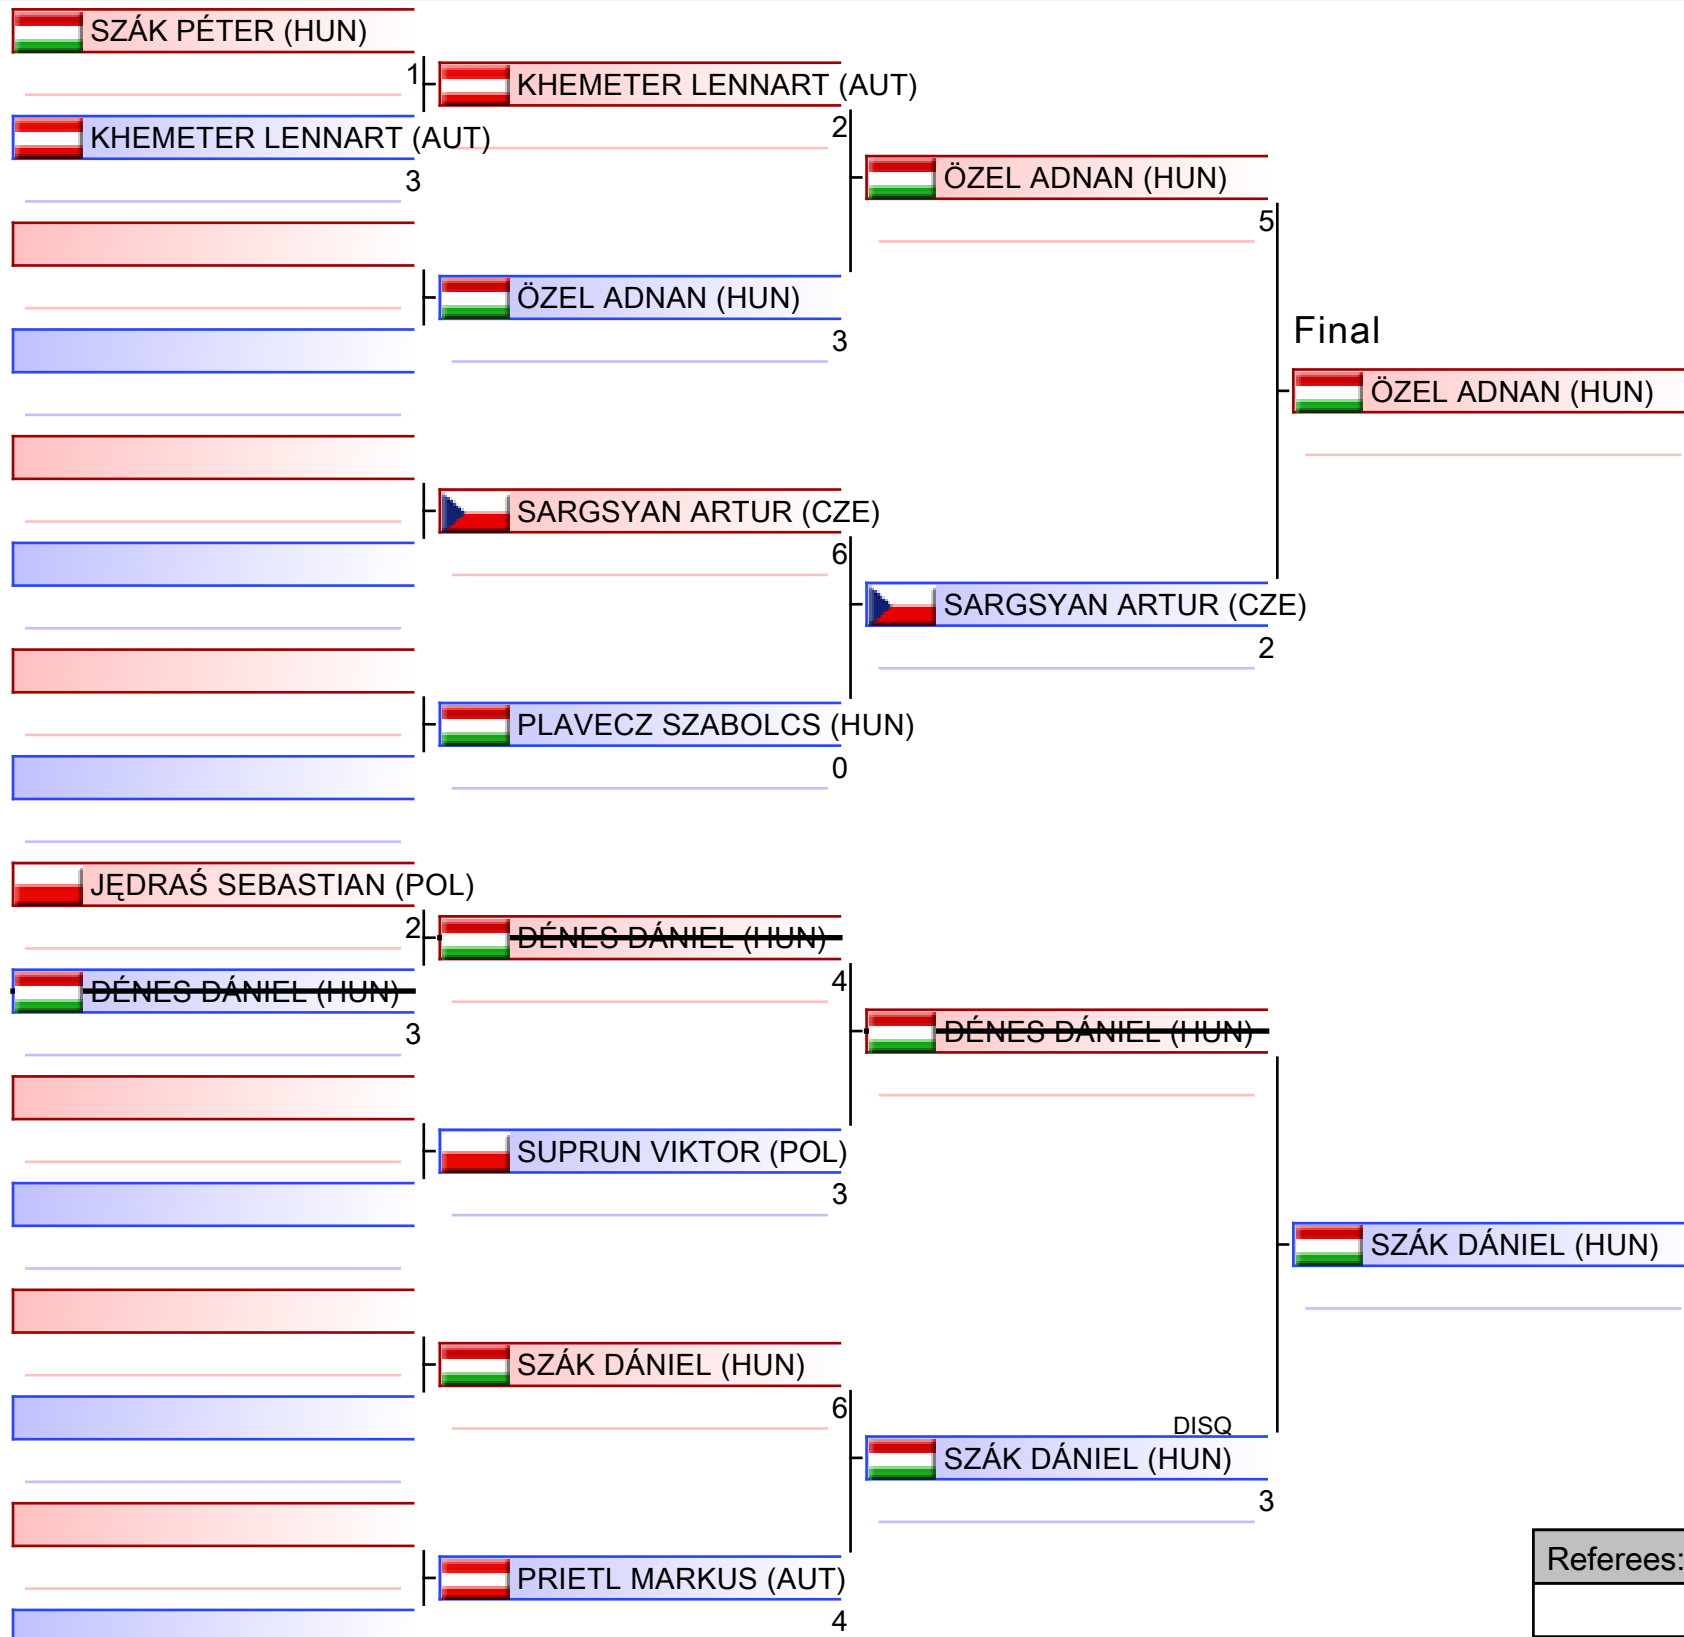 SZÁK PÉTER (HUN)
1
KHEMETER LENNART (AUT)
3
KHEMETER LENNART (AUT)
2
ÖZEL ADNAN (HUN)
3
ÖZEL ADNAN (HUN)
5
SARGSYAN ARTUR (CZE)
6
PLAVECZ SZABOLCS (HUN)
0
SARGSYAN ARTUR (CZE)
2
Final
ÖZEL ADNAN (HUN)
JĘDRAŚ SEBASTIAN (POL)
2
DÉNES DÁNIEL (HUN)
3
DÉNES DÁNIEL (HUN)
4
SUPRUN VIKTOR (POL)
3
DÉNES DÁNIEL (HUN)
SZÁK DÁNIEL (HUN)
6
PRIETL MARKUS (AUT)
4
DISQ
SZÁK DÁNIEL (HUN)
3
SZÁK DÁNIEL (HUN)
Referees: